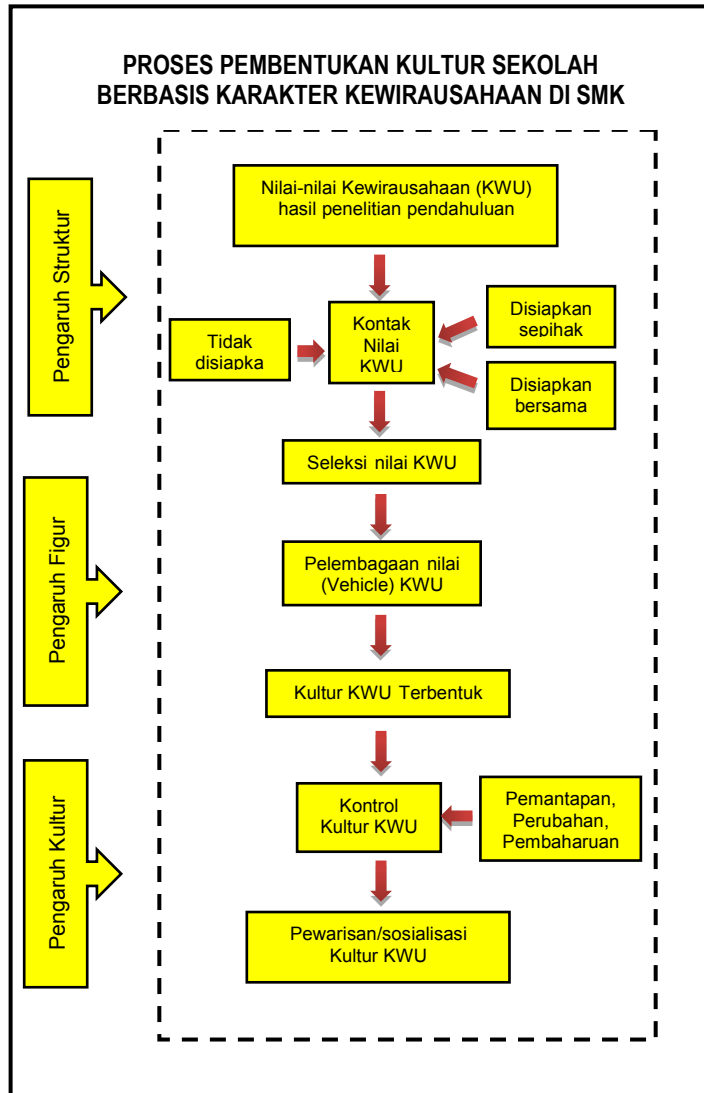 PROSES PEMBENTUKAN KULTUR SEKOLAH
BERBASIS KARAKTER KEWIRAUSAHAAN DI SMK
Pengaruh Struktur
Nilai-nilai Kewirausahaan (KWU)
hasil penelitian pendahuluan
Tidak
disiapka
Kontak
Nilai
KWU
Disiapkan
sepihak
Disiapkan
bersama
Seleksi nilai KWU
Pengaruh Figur
Pelembagaan nilai
(Vehicle) KWU
Kultur KWU Terbentuk
Pengaruh Kultur
Kontrol
Kultur KWU
Pemantapan,
Perubahan,
Pembaharuan
Pewarisan/sosialisasi
Kultur KWU